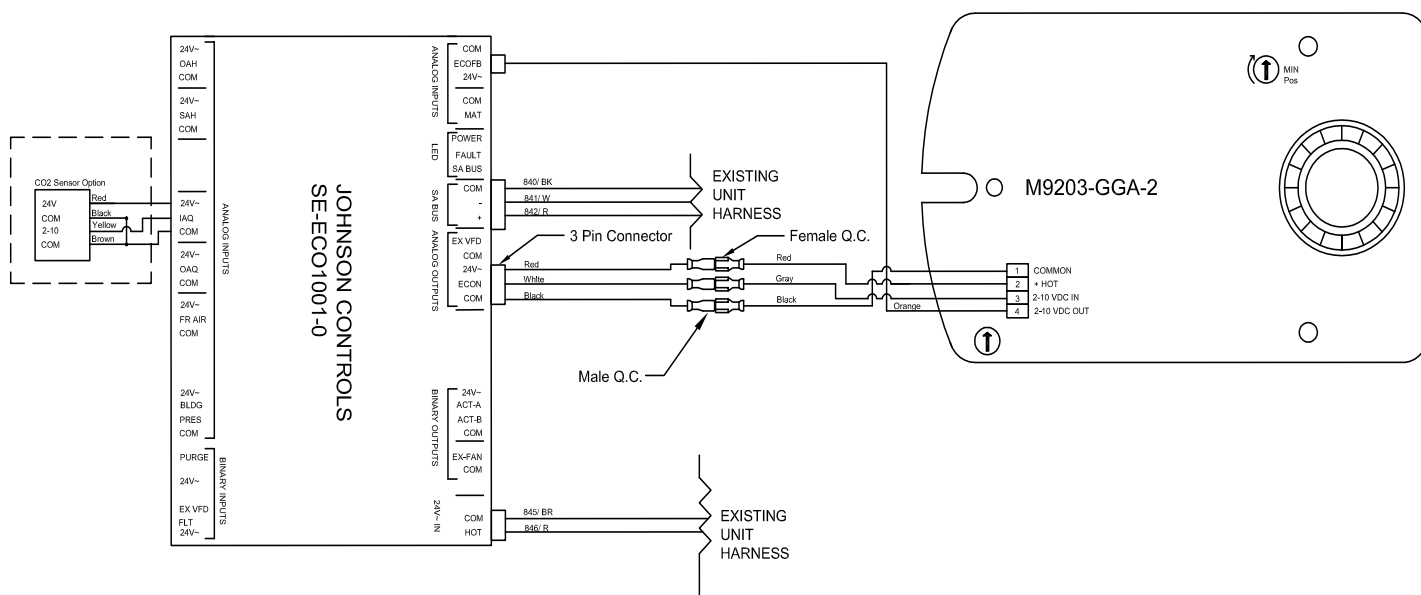 CO2 Sensor Option
24V
COM
2-10
COM
Red
Black
Yellow
Brown
24V~
OAH
COM
24V~
SAH
COM
24V~
IAQ
COM
24V~
OAQ
COM
24V~
FR AIR
COM
24V~
BLDG
PRES
COM
ANALOG INPUTS
PURGE
24V~
EX VFD
FLT
24V~
BINARY INPUTS
JOHNSON CONTROLS
SE-ECO1001-0
ANALOG INPUTS
COM
ECOFB
24V~
COM
MAT
LED
POWER
FAULT
SA BUS
SA BUS
COM
-
+
ANALOG OUTPUTS
EX VFD
COM
24V~
ECON
COM
BINARY OUTPUTS
24V~
ACT-A
ACT-B
COM
EX-FAN
COM
24V~ IN
COM
HOT
840/ BK
841/ W
842/ R
EXISTING
UNIT
HARNESS
3 Pin Connector
Female Q.C.
Red
White
Black
Red
Gray
Black
Orange
Male Q.C.
845/ BR
846/ R
EXISTING
UNIT
HARNESS
MIN
Pos
M9203-GGA-2
1 COMMON
2 + HOT
3 2-10 VDC IN
4 2-10 VDC OUT